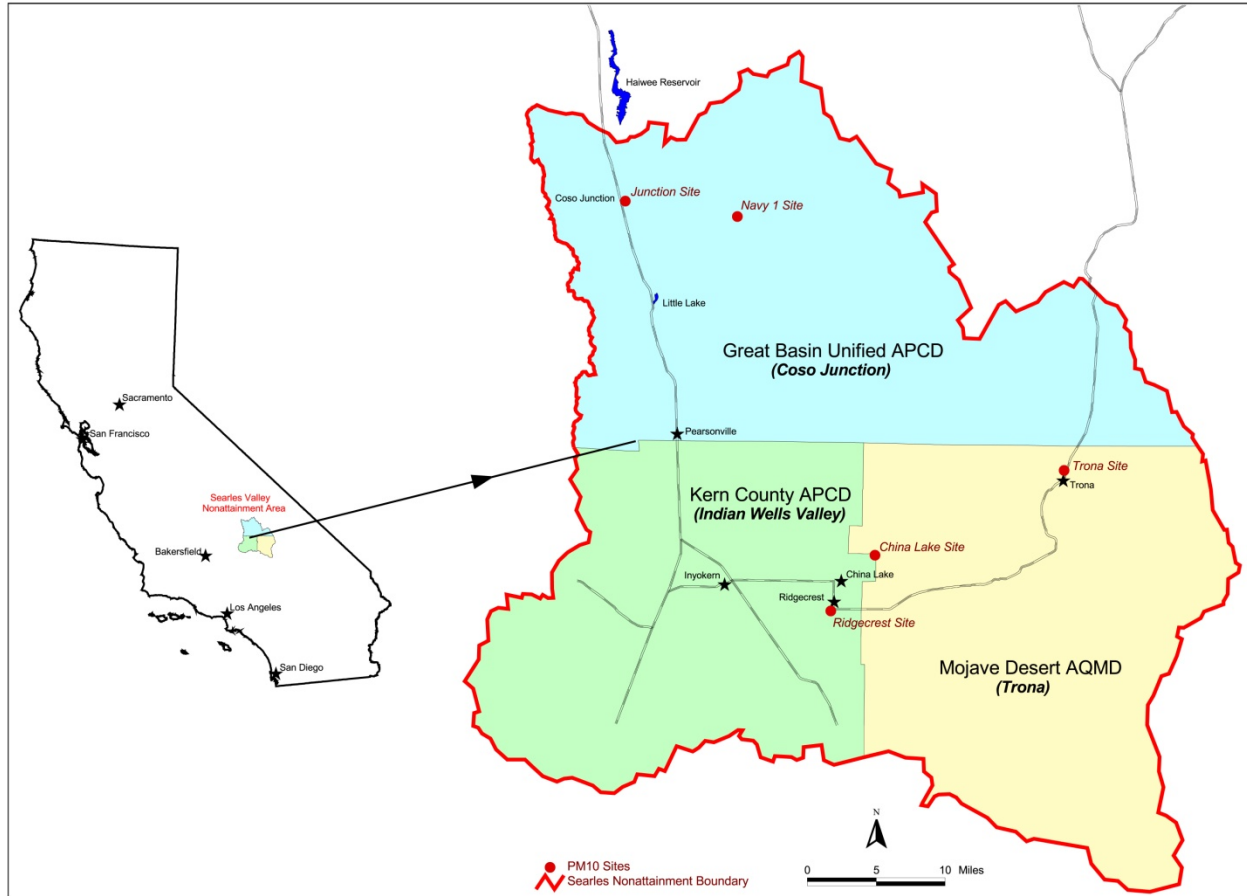 Haiwee Reservoir
Coso Junction
Junction Site
Navy 1 Site
Little Lake
Great Basin Unified APCD
(Coso Junction)
Pearsonville
Kern County APCD
(Indian Wells Valley)
Trona Site
Trona
China Lake Site
China Lake
Inyokern
Ridgecrest
Ridgecrest Site
Mojave Desert AQMD
(Trona)
Sacramento
San Francisco
Searles Valley
Nonattainment Area
Bakersfield
Los Angeles
San Diego
N
PM10 Sites
Searles Nonattainment Boundary
0 5 10 Miles